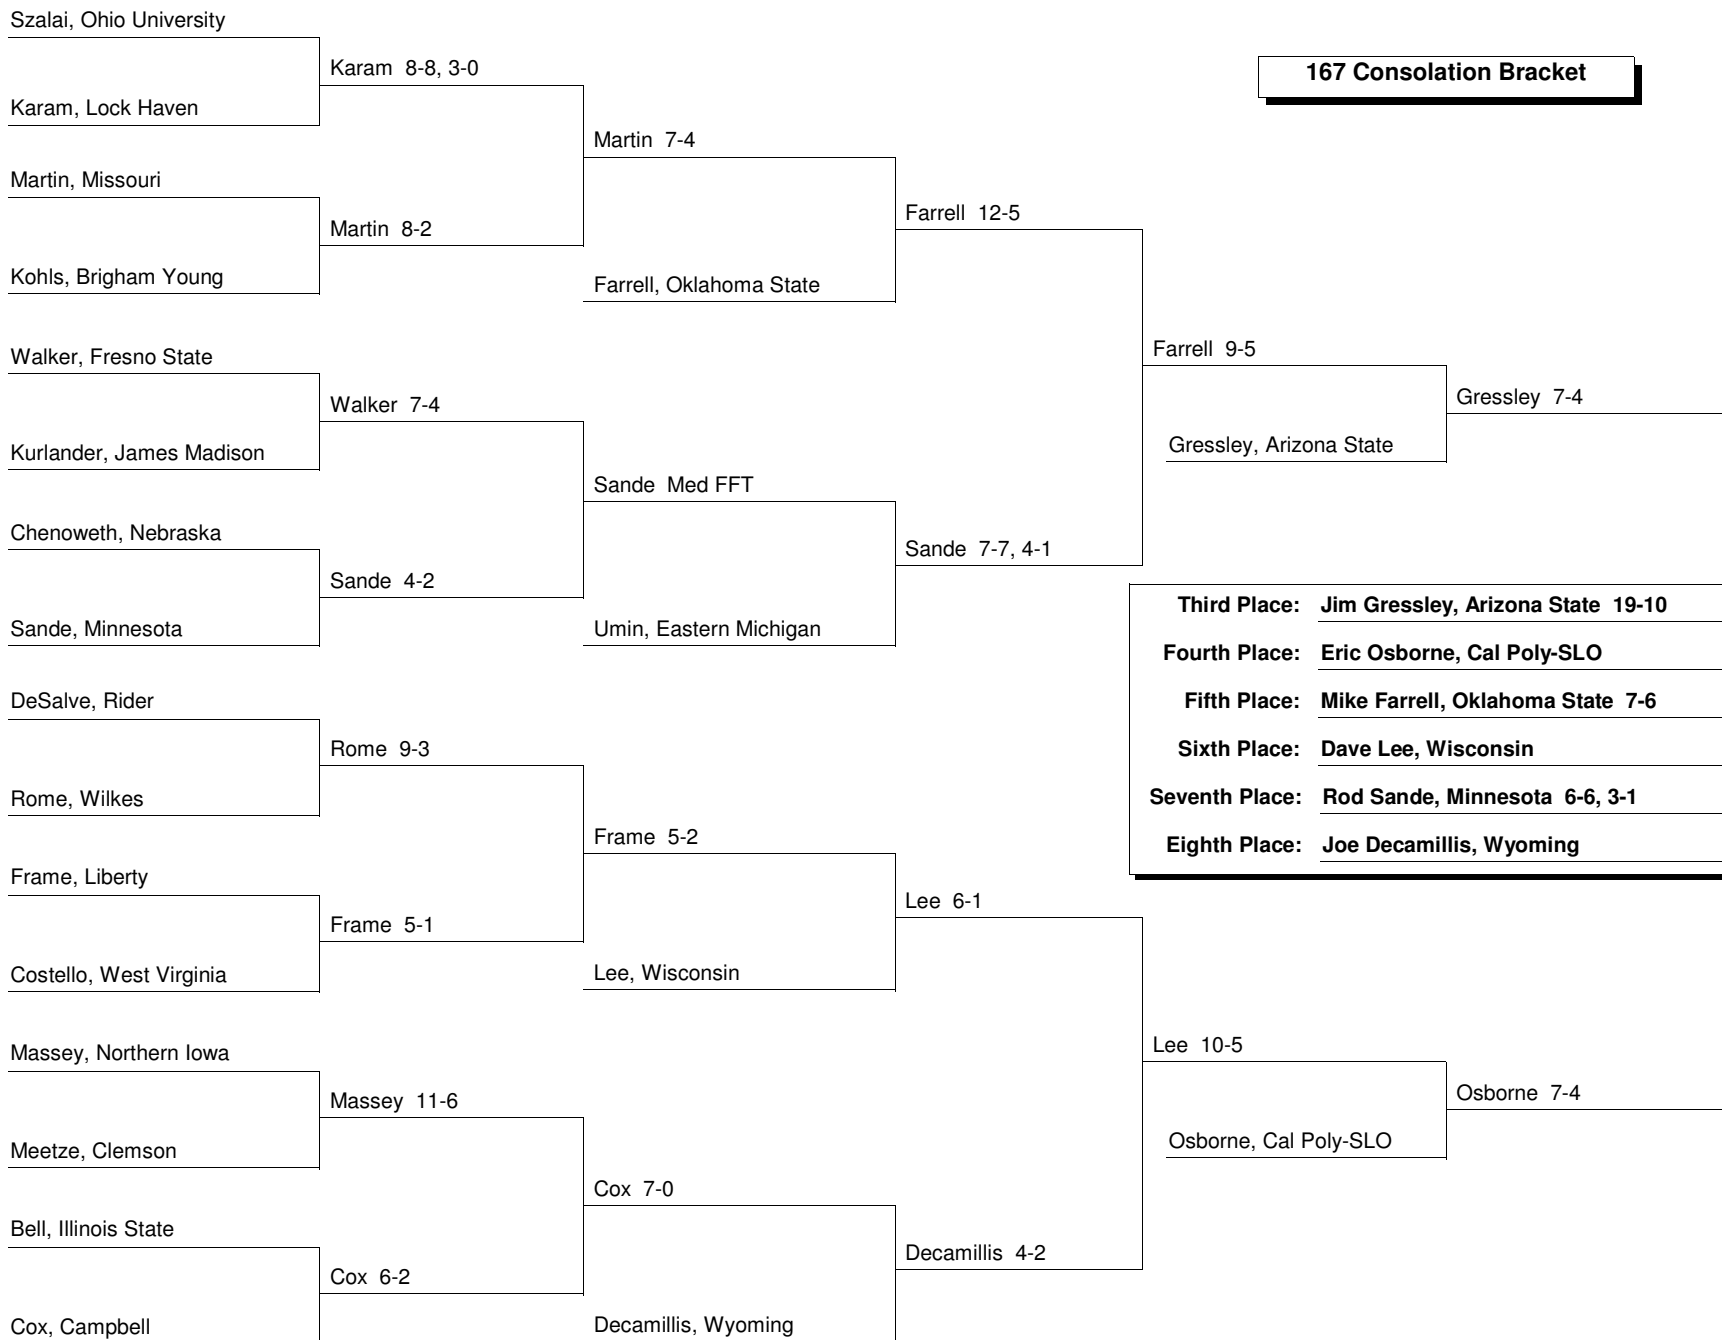 Szalai, Ohio University
Karam 8-8, 3-0
167 Consolation Bracket
Karam, Lock Haven
Martin 7-4
Martin, Missouri
Farrell 12-5
Martin 8-2
Kohls, Brigham Young
Farrell, Oklahoma State
Farrell 9-5
Walker, Fresno State
Gressley 7-4
Walker 7-4
Gressley, Arizona State
Kurlander, James Madison
Sande Med FFT
Chenoweth, Nebraska
Sande 7-7, 4-1
Sande 4-2
Sande, Minnesota
Umin, Eastern Michigan
Third Place: Jim Gressley, Arizona State 19-10
Fourth Place: Eric Osborne, Cal Poly-SLO
Fifth Place: Mike Farrell, Oklahoma State 7-6
Sixth Place: Dave Lee, Wisconsin
Seventh Place: Rod Sande, Minnesota 6-6, 3-1
Eighth Place: Joe Decamillis, Wyoming
DeSalve, Rider
Rome 9-3
Rome, Wilkes
Frame 5-2
Frame, Liberty
Lee 6-1
Frame 5-1
Costello, West Virginia
Lee, Wisconsin
Massey, Northern Iowa
Lee 10-5
Massey 11-6
Osborne 7-4
Meetze, Clemson
Osborne, Cal Poly-SLO
Cox 7-0
Bell, Illinois State
Decamillis 4-2
Cox 6-2
Cox, Campbell
Decamillis, Wyoming